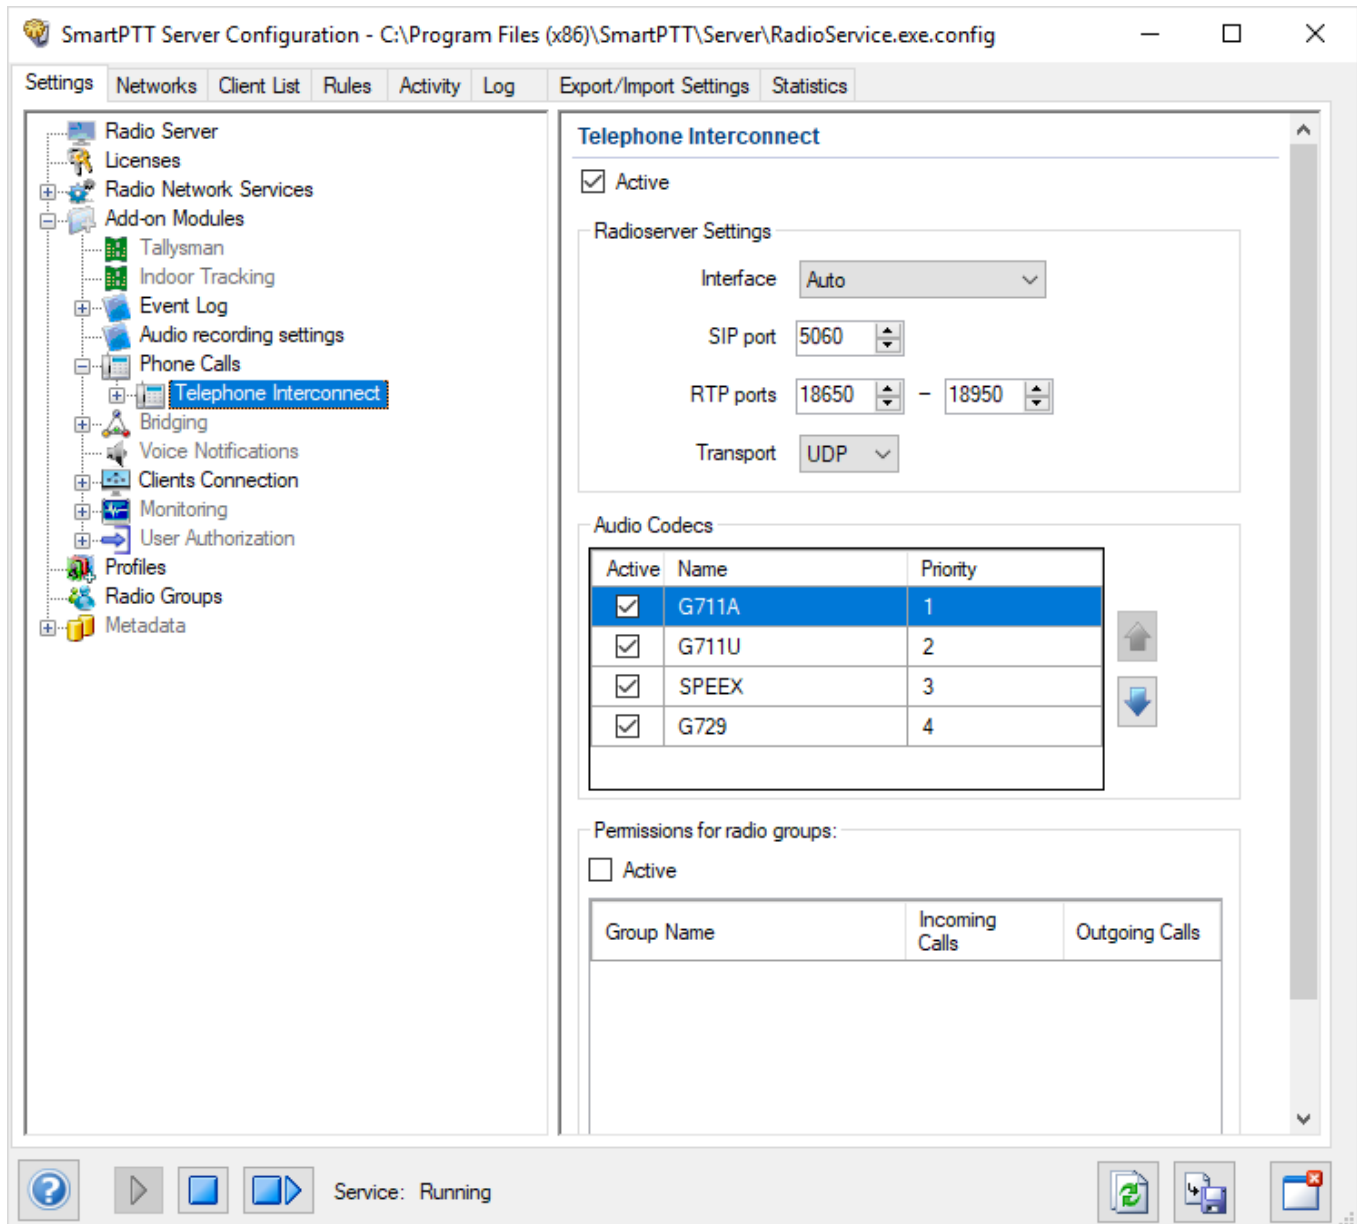 SmartPTT Server Configuration - C:\Program Files (x86)\SmartPTT\Server\RadioService.exe.config
Settings Networks Client List Rules Activity Log Export/Import Settings Statistics
Radio Server
Licenses
Radio Network Services
Add-on Modules
Tallysman
Indoor Tracking
Event Log
Audio recording settings
Phone Calls
Telephone Interconnect
Bridging
Voice Notifications
Clients Connection
Monitoring
User Authorization
Profiles
Radio Groups
Metadata
Telephone Interconnect
Active
Radioserver Settings
Interface Auto
SIP port 5060
RTP ports 18650 – 18950
Transport UDP
Audio Codecs
Active Name Priority
G711A 1
G711U 2
SPEEX 3
G729 4
Permissions for radio groups:
Active
Group Name Incoming Calls Outgoing Calls
Service: Running